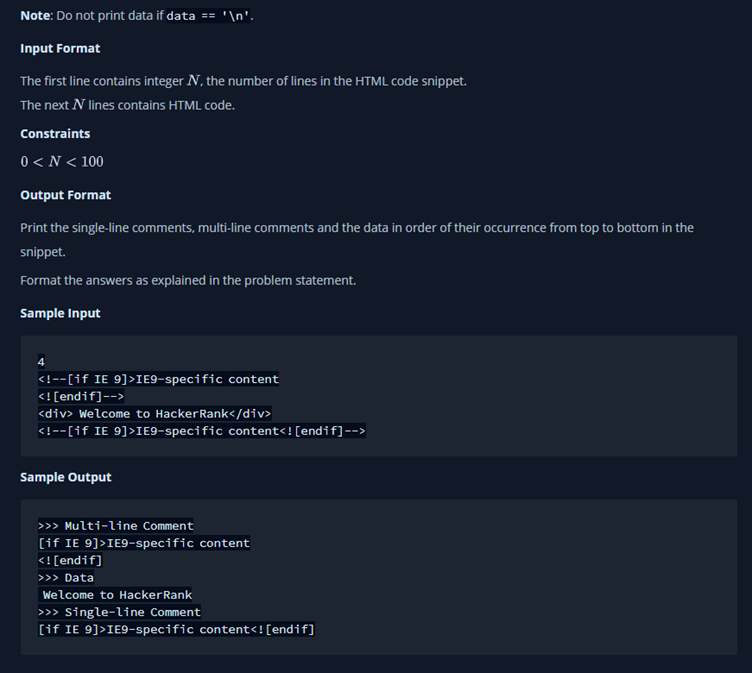 Note: Do not print data if data == '\n'.
Input Format
The first line contains integer N, the number of lines in the HTML code snippet.
The next N lines contains HTML code.
Constraints
0 < N < 100
Output Format
Print the single-line comments, multi-line comments and the data in order of their occurrence from top to bottom in the
snippet.
Format the answers as explained in the problem statement.
Sample Input
4
<!--[if IE 9]>IE9-specific content
<![endif]-->
<div> Welcome to HackerRank</div>
<!--[if IE 9]>IE9-specific content<![endif]-->
Sample Output
>>> Multi-line Comment
[if IE 9]>IE9-specific content
<![endif]
>>> Data
 Welcome to HackerRank
>>> Single-line Comment
[if IE 9]>IE9-specific content<![endif]